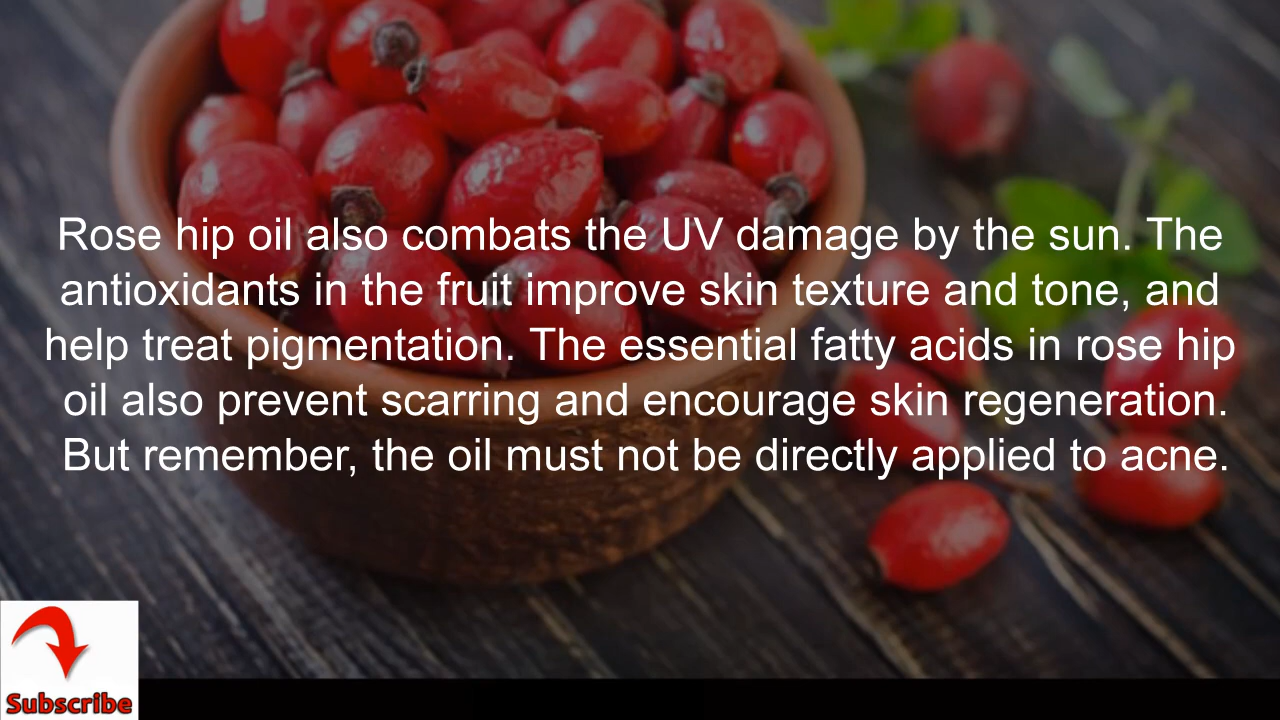 Rose hip oil also combats the UV damage by the sun. The
antioxidants in the fruit improve skin texture and tone, and
help treat pigmentation. The essential fatty acids in rose hip
oil also prevent scarring and encourage skin regeneration.
But remember, the oil must not be directly applied to acne.
Subscribe